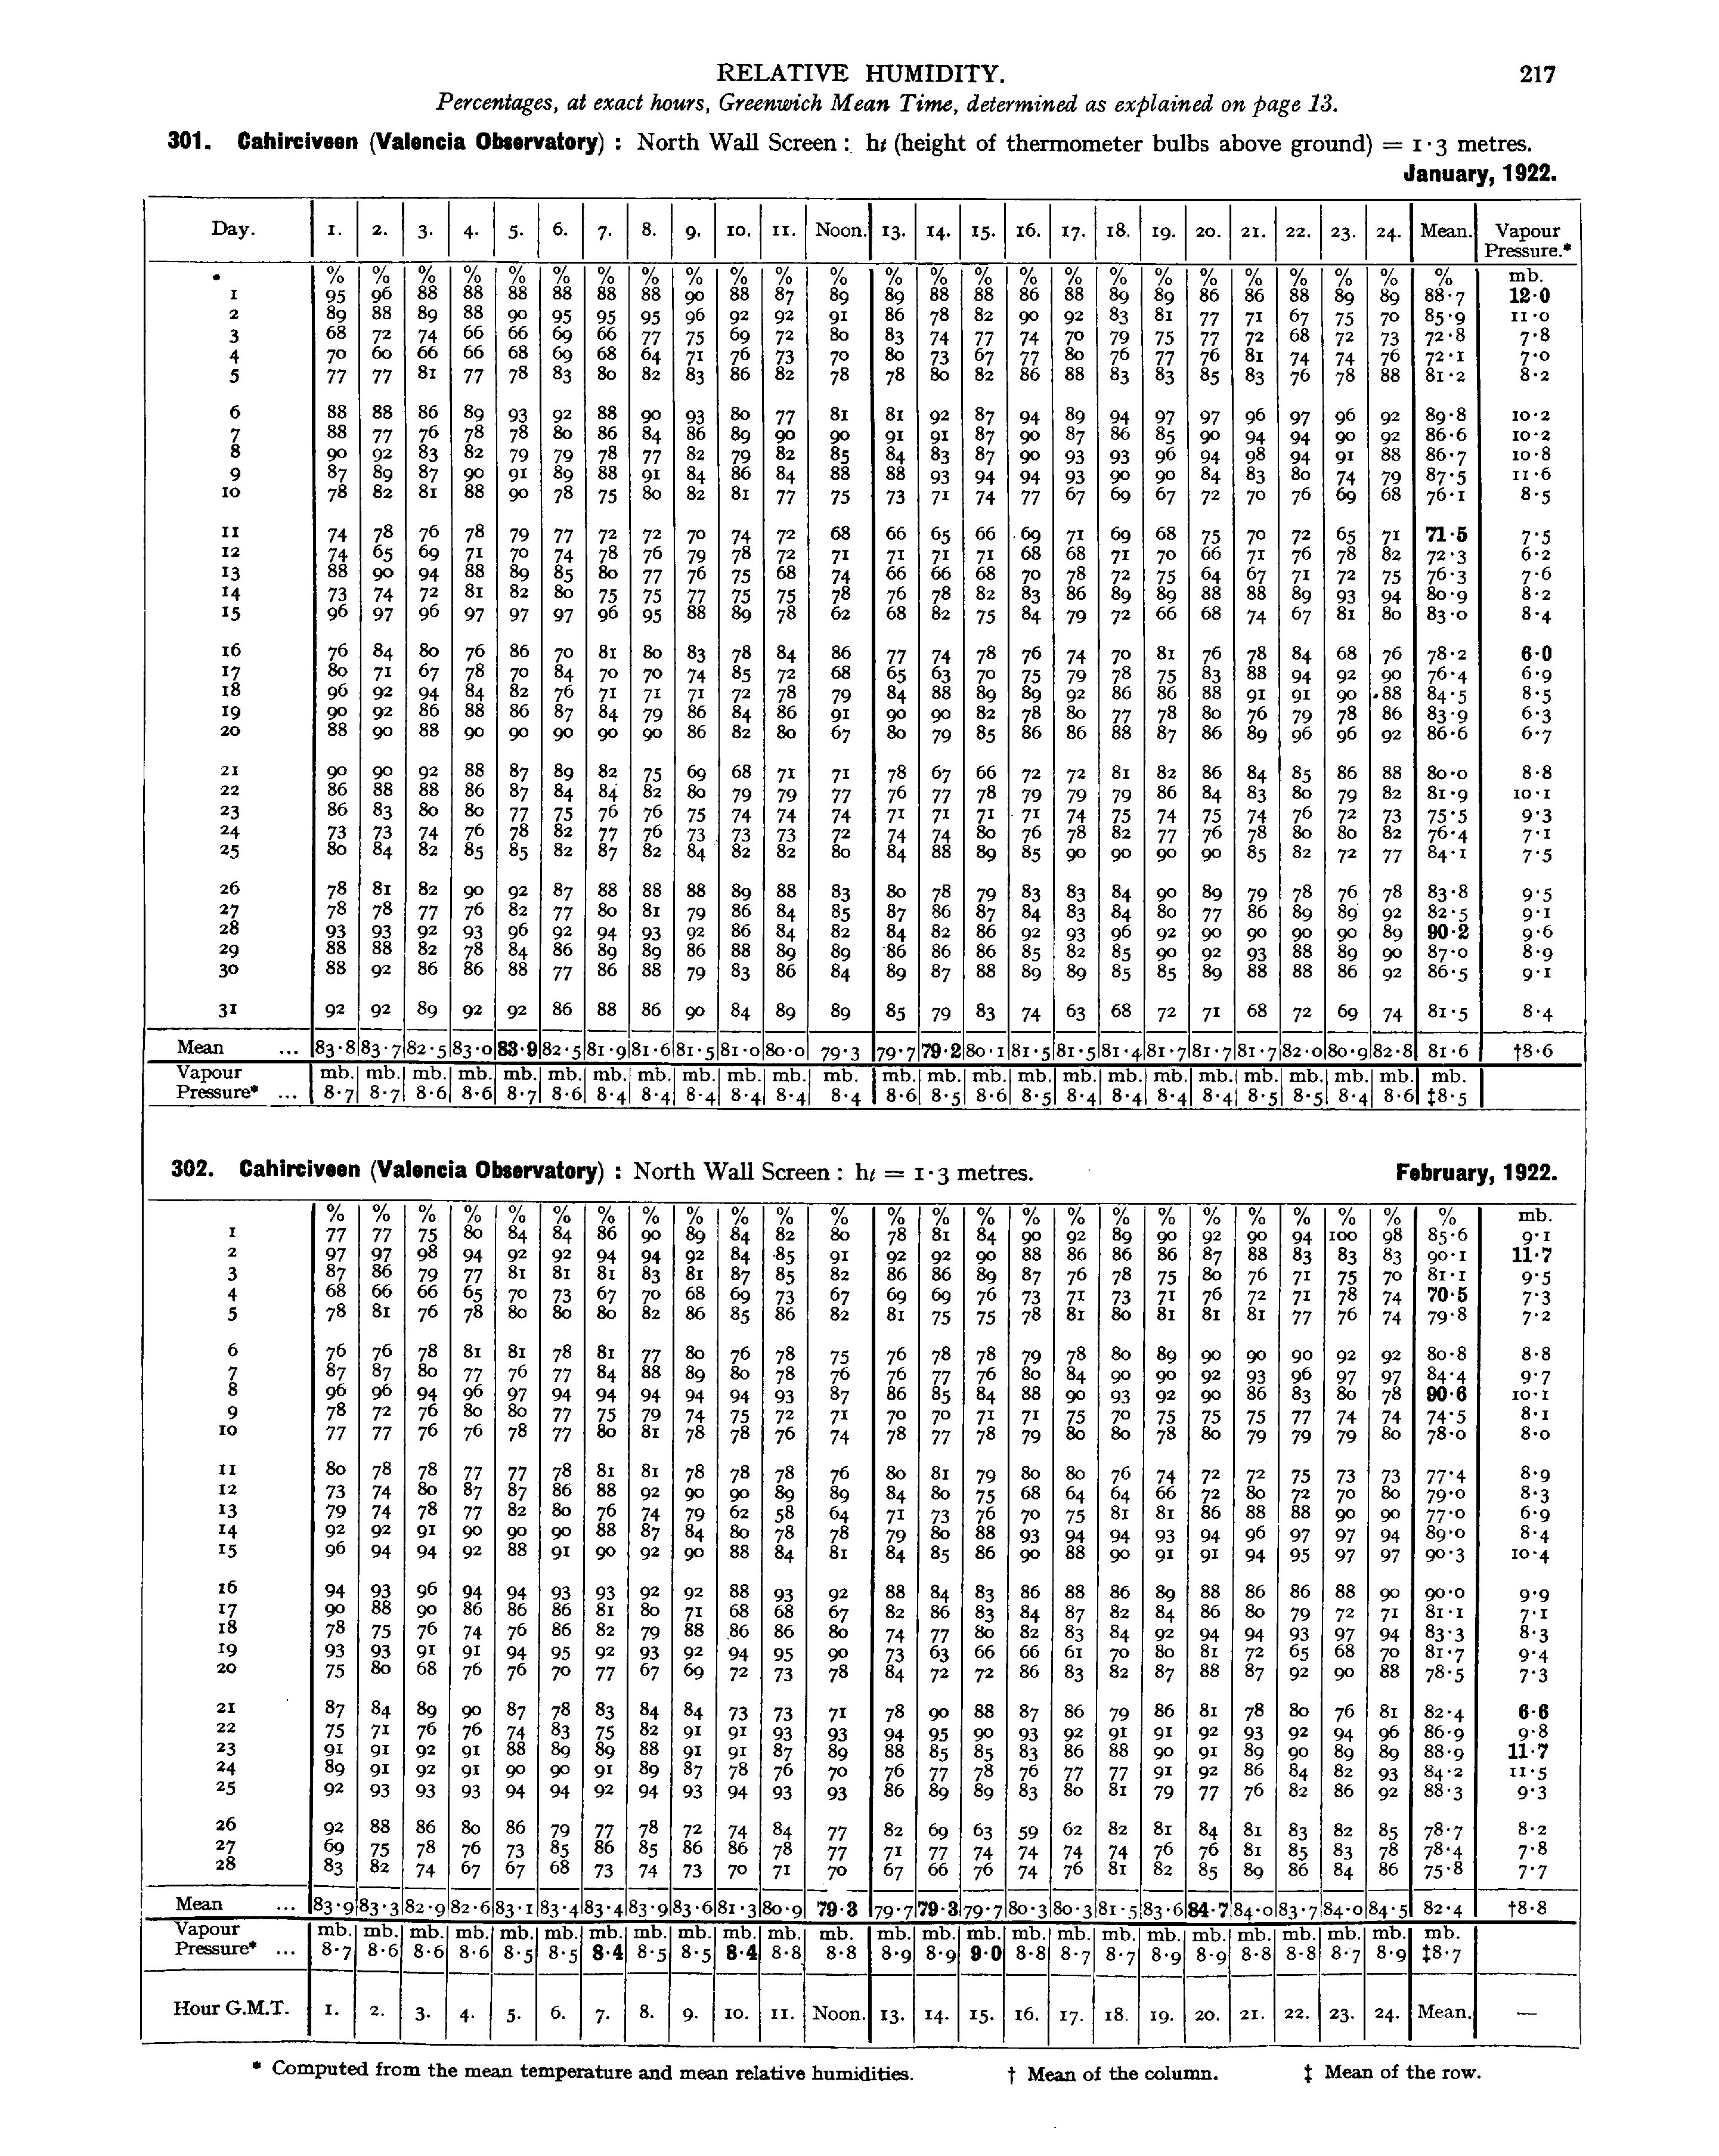 RELATIVE HUMIDITY. 217
Percentages, at exact hours, Greenwich Mean Time, determined as explained on page 13.
301. Cahirciveen (Valencia Observatory) : North Wall Screen : ht (height of thermometer bulbs above ground) = 1·3 metres.
January, 1922.
Day. 1. 2. 3. 4. 5. 6. 7. 8. 9. 10. 11. Noon. 13. 14. 15. 16. 17. 18. 19. 20. 21. 22. 23. 24. Mean. Vapour Pressure.*
% % % % % % % % % % % % % % % % % % % % % % % % % mb.
1 95 96 88 88 88 88 88 88 90 88 87 89 89 88 88 86 88 89 89 86 86 88 89 89 88·7 12·0
2 89 88 89 88 90 95 95 95 96 92 92 91 86 78 82 90 92 83 81 77 71 67 75 70 85·9 11·0
3 68 72 74 66 66 69 66 77 75 69 72 80 83 74 77 74 70 79 75 77 72 68 72 73 72·8 7·8
4 70 60 66 66 68 69 68 64 71 76 73 70 80 73 67 77 80 76 77 76 81 74 74 76 72·1 7·0
5 77 77 81 77 78 83 80 82 83 86 82 78 78 80 82 86 88 83 83 85 83 76 78 88 81·2 8·2
6 88 88 86 89 93 92 88 90 93 80 77 81 81 92 87 94 89 94 97 97 96 97 96 92 89·8 10·2
7 88 77 76 78 78 80 86 84 86 89 90 90 91 91 87 90 87 86 85 90 94 94 90 92 86·6 10·2
8 90 92 83 82 79 79 78 77 82 79 82 85 84 83 87 90 93 93 96 94 98 94 91 88 86·7 10·8
9 87 89 87 90 91 89 88 91 84 86 84 88 88 93 94 94 93 90 90 84 83 80 74 79 87·5 11·6
10 78 82 81 88 90 78 75 80 82 81 77 75 73 71 74 77 67 69 67 72 70 76 69 68 76·1 8·5
11 74 78 76 78 79 77 72 72 70 74 72 68 66 65 66 69 71 69 68 75 70 72 65 71 71·5 7·5
12 74 65 69 71 70 74 78 76 79 78 72 71 71 71 71 68 68 71 70 66 71 76 78 82 72·3 6·2
13 88 90 94 88 89 85 80 77 76 75 68 74 66 66 68 70 78 72 75 64 67 71 72 75 76·3 7·6
14 73 74 72 81 82 80 75 75 77 75 75 78 76 78 82 83 86 89 89 88 88 89 93 94 80·9 8·2
15 96 97 96 97 97 97 96 95 88 89 78 62 68 82 75 84 79 72 66 68 74 67 81 80 83·0 8·4
16 76 84 80 76 86 70 81 80 83 78 84 86 77 74 78 76 74 70 81 76 78 84 68 76 78·2 6·0
17 80 71 67 78 70 84 70 70 74 85 72 68 65 63 70 75 79 78 75 83 88 94 92 90 76·4 6·9
18 96 92 94 84 82 76 71 71 71 72 78 79 84 88 89 89 92 86 86 88 91 91 90 88 84·5 8·5
19 90 92 86 88 86 87 84 79 86 84 86 91 90 90 82 78 80 77 78 80 76 79 78 86 83·9 6·3
20 88 90 88 90 90 90 90 90 86 82 80 67 80 79 85 86 86 88 87 86 89 96 96 92 86·6 6·7
21 90 90 92 88 87 89 82 75 69 68 71 71 78 67 66 72 72 81 82 86 84 85 86 88 80·0 8·8
22 86 88 88 86 87 84 84 82 80 79 79 77 76 77 78 79 79 79 86 84 83 80 79 82 81·9 10·1
23 86 83 80 80 77 75 76 76 75 74 74 74 71 71 71 71 74 75 74 75 74 76 72 73 75·5 9·3
24 73 73 74 76 78 82 77 76 73 73 73 72 74 74 80 76 78 82 77 76 78 80 80 82 76·4 7·1
25 80 84 82 85 85 82 87 82 84 82 82 80 84 88 89 85 90 90 90 90 85 82 72 77 84·1 7·5
26 78 81 82 90 92 87 88 88 88 89 88 83 80 78 79 83 83 84 90 89 79 78 76 78 83·8 9·5
27 78 78 77 76 82 77 80 81 79 86 84 85 87 86 87 84 83 84 80 77 86 89 89 92 82·5 9·1
28 93 93 92 93 96 92 94 93 92 86 84 82 84 82 86 92 93 96 92 90 90 90 90 89 90·2 9·6
29 88 88 82 78 84 86 89 89 86 88 89 89 86 86 86 85 82 85 90 92 93 88 89 90 87·0 8·9
30 88 92 86 86 88 77 86 88 79 83 86 84 89 87 88 89 89 85 85 89 88 88 86 92 86·5 9·1
31 92 92 89 92 92 86 88 86 90 84 89 89 85 79 83 74 63 68 72 71 68 72 69 74 81·5 8·4
Mean ... 83·8 83·7 82·5 83·0 83·9 82·5 81·9 81·6 81·5 81·0 80·0 79·3 79·7 79·2 80·1 81·5 81·5 81·4 81·7 81·7 81·7 82·0 80·9 82·8 81·6 †8·6
Vapour mb. mb. mb. mb. mb. mb. mb. mb. mb. mb. mb. mb. mb. mb. mb. mb. mb. mb. mb. mb. mb. mb. mb. mb. mb.
Pressure* ... 8·7 8·7 8·6 8·6 8·7 8·6 8·4 8·4 8·4 8·4 8·4 8·4 8·6 8·5 8·6 8·5 8·4 8·4 8·4 8·4 8·5 8·5 8·4 8·6 ‡8·5
302. Cahirciveen (Valencia Observatory) : North Wall Screen : ht = 1·3 metres. February, 1922.
% % % % % % % % % % % % % % % % % % % % % % % % % mb.
1 77 77 75 80 84 84 86 90 89 84 82 80 78 81 84 90 92 89 90 92 90 94 100 98 85·6 9·1
2 97 97 98 94 92 92 94 94 92 84 85 91 92 92 90 88 86 86 86 87 88 83 83 83 90·1 11·7
3 87 86 79 77 81 81 81 83 81 87 85 82 86 86 89 87 76 78 75 80 76 71 75 70 81·1 9·5
4 68 66 66 65 70 73 67 70 68 69 73 67 69 69 76 73 71 73 71 76 72 71 78 74 70·5 7·3
5 78 81 76 78 80 80 80 82 86 85 86 82 81 75 75 78 81 80 81 81 81 77 76 74 79·8 7·2
6 76 76 78 81 81 78 81 77 80 76 78 75 76 78 78 79 78 80 89 90 90 90 92 92 80·8 8·8
7 87 87 80 77 76 77 84 88 89 80 78 76 76 77 76 80 84 90 90 92 93 96 97 97 84·4 9·7
8 96 96 94 96 97 94 94 94 94 94 93 87 86 85 84 88 90 93 92 90 86 83 80 78 90·6 10·1
9 78 72 76 80 80 77 75 79 74 75 72 71 70 70 71 71 75 70 75 75 75 77 74 74 74·5 8·1
10 77 77 76 76 78 77 80 81 78 78 76 74 78 77 78 79 80 80 78 80 79 79 79 80 78·0 8·0
11 80 78 78 77 77 78 81 81 78 78 78 76 80 81 79 80 80 76 74 72 72 75 73 73 77·4 8·9
12 73 74 80 87 87 86 88 92 90 90 89 89 84 80 75 68 64 64 66 72 80 72 70 80 79·0 8·3
13 79 74 78 77 82 80 76 74 79 62 58 64 71 73 76 70 75 81 81 86 88 88 90 90 77·0 6·9
14 92 92 91 90 90 90 88 87 84 80 78 78 79 80 88 93 94 94 93 94 96 97 97 94 89·0 8·4
15 96 94 94 92 88 91 90 92 90 88 84 81 84 85 86 90 88 90 91 91 94 95 97 97 90·3 10·4
16 94 93 96 94 94 93 93 92 92 88 93 92 88 84 83 86 88 86 89 88 86 86 88 90 90·0 9·9
17 90 88 90 86 86 86 81 80 71 68 68 67 82 86 83 84 87 82 84 86 80 79 72 71 81·1 7·1
18 78 75 76 74 76 86 82 79 88 86 86 80 74 77 80 82 83 84 92 94 94 93 97 94 83·3 8·3
19 93 93 91 91 94 95 92 93 92 94 95 90 73 63 66 66 61 70 80 81 72 65 68 70 81·7 9·4
20 75 80 68 76 76 70 77 67 69 72 73 78 84 72 72 86 83 82 87 88 87 92 90 88 78·5 7·3
21 87 84 89 90 87 78 83 84 84 73 73 71 78 90 88 87 86 79 86 81 78 80 76 81 82·4 6·6
22 75 71 76 76 74 83 75 82 91 91 93 93 94 95 90 93 92 91 91 92 93 92 94 96 86·9 9·8
23 91 91 92 91 88 89 89 88 91 91 87 89 88 85 85 83 86 88 90 91 89 90 89 89 88·9 11·7
24 89 91 92 91 90 90 91 89 87 78 76 70 76 77 78 76 77 77 91 92 86 84 82 93 84·2 11·5
25 92 93 93 93 94 94 92 94 93 94 93 93 86 89 89 83 80 81 79 77 76 82 86 92 88·3 9·3
26 92 88 86 80 86 79 77 78 72 74 84 77 82 69 63 59 62 82 81 84 81 83 82 85 78·7 8·2
27 69 75 78 76 73 85 86 85 86 86 78 77 71 77 74 74 74 74 76 76 81 85 83 78 78·4 7·8
28 83 82 74 67 67 68 73 74 73 70 71 70 67 66 76 74 76 81 82 85 89 86 84 86 75·8 7·7
Mean ... 83·9 83·3 82·9 82·6 83·1 83·4 83·4 83·9 83·6 81·3 80·9 79·3 79·7 79·3 79·7 80·3 80·3 81·5 83·6 84·7 84·0 83·7 84·0 84·5 82·4 †8·8
Vapour mb. mb. mb. mb. mb. mb. mb. mb. mb. mb. mb. mb. mb. mb. mb. mb. mb. mb. mb. mb. mb. mb. mb. mb. mb.
Pressure* ... 8·7 8·6 8·6 8·6 8·5 8·5 8·4 8·5 8·5 8·4 8·8 8·8 8·9 8·9 9·0 8·8 8·7 8·7 8·9 8·9 8·8 8·8 8·7 8·9 ‡8·7
Hour G.M.T. 1. 2. 3. 4. 5. 6. 7. 8. 9. 10. 11. Noon. 13. 14. 15. 16. 17. 18. 19. 20. 21. 22. 23. 24. Mean. —
* Computed from the mean temperature and mean relative humidities. † Mean of the column. ‡ Mean of the row.